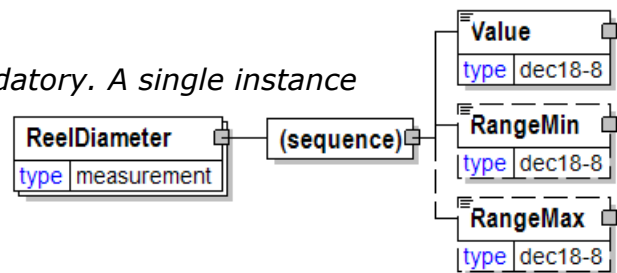 Value
type dec18-8
datory. A single instance
RangeMin
type dec18-8
ReelDiameter
type measurement
(sequence)
RangeMax
type dec18-8